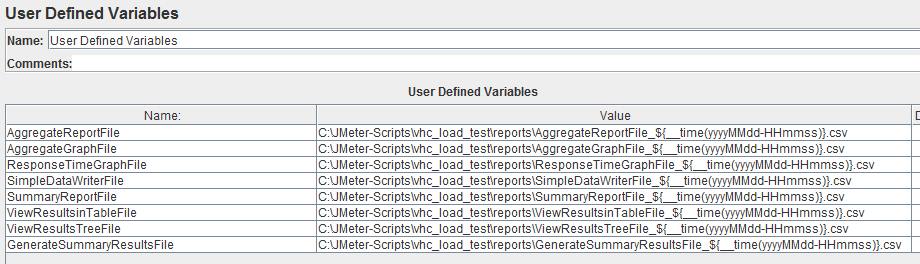 User Defined Variables
Name: User Defined Variables
Comments:
User Defined Variables
Name: Value D
AggregateReportFile C:\JMeter-Scripts\vhc_load_test\reports\AggregateReportFile_${__time(yyyyMMdd-HHmmss)}.csv
AggregateGraphFile C:\JMeter-Scripts\vhc_load_test\reports\AggregateGraphFile_${__time(yyyyMMdd-HHmmss)}.csv
ResponseTimeGraphFile C:\JMeter-Scripts\vhc_load_test\reports\ResponseTimeGraphFile_${__time(yyyyMMdd-HHmmss)}.csv
SimpleDataWriterFile C:\JMeter-Scripts\vhc_load_test\reports\SimpleDataWriterFile_${__time(yyyyMMdd-HHmmss)}.csv
SummaryReportFile C:\JMeter-Scripts\vhc_load_test\reports\SummaryReportFile_${__time(yyyyMMdd-HHmmss)}.csv
ViewResultsinTableFile C:\JMeter-Scripts\vhc_load_test\reports\ViewResultsinTableFile_${__time(yyyyMMdd-HHmmss)}.csv
ViewResultsTreeFile C:\JMeter-Scripts\vhc_load_test\reports\ViewResultsTreeFile_${__time(yyyyMMdd-HHmmss)}.csv
GenerateSummaryResultsFile C:\JMeter-Scripts\vhc_load_test\reports\GenerateSummaryResultsFile_${__time(yyyyMMdd-HHmmss)}.csv